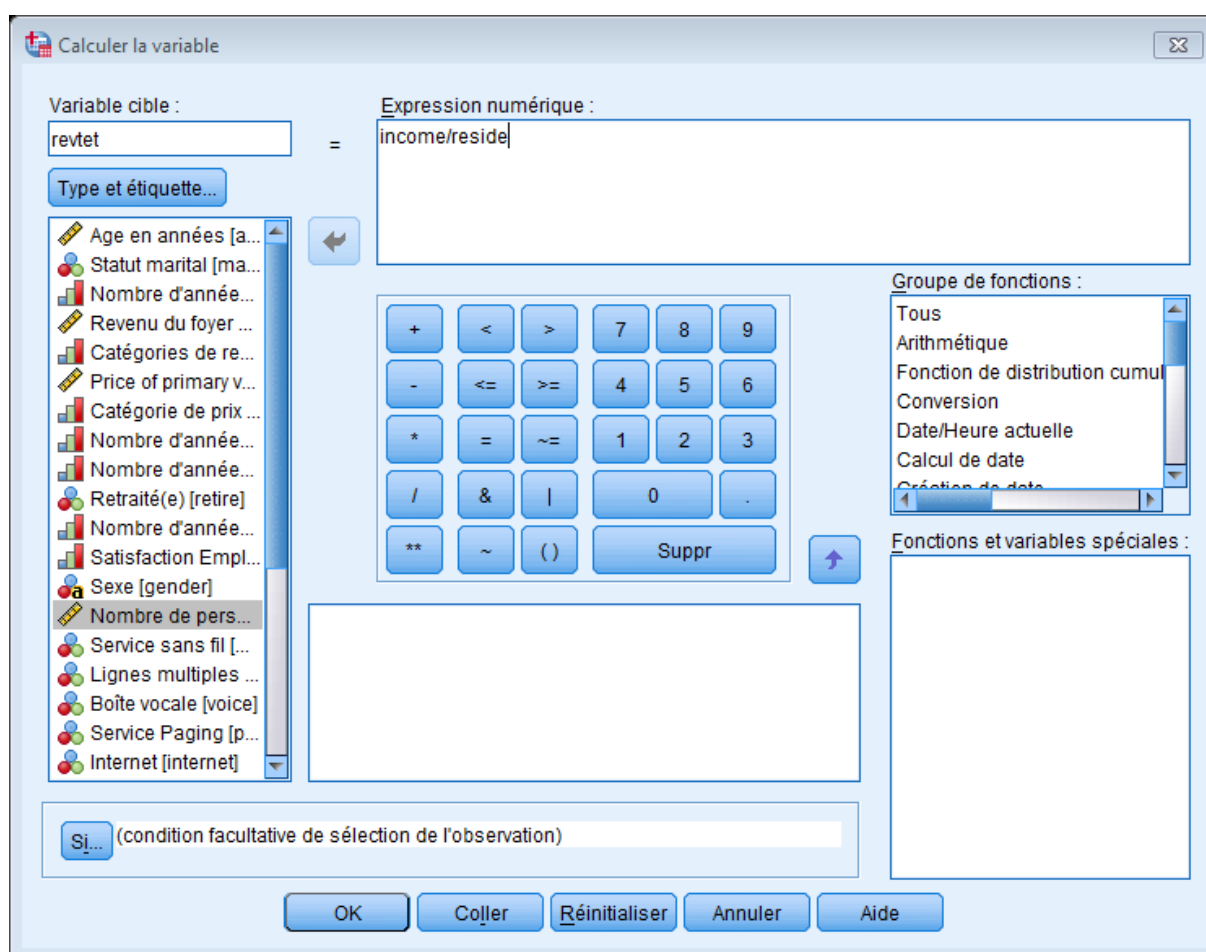 Calculer la variable
Variable cible :
revtet
=
Expression numérique :
income/reside
Type et étiquette...
Age en années [a...
Statut marital [ma...
Nombre d'année...
Revenu du foyer ...
Catégories de re...
Price of primary v...
Catégorie de prix ...
Nombre d'année...
Nombre d'année...
Retraité(e) [retire]
Nombre d'année...
Satisfaction Empl...
Sexe [gender]
Nombre de pers...
Service sans fil [...
Lignes multiples ...
Boîte vocale [voice]
Service Paging [p...
Internet [internet]
+ < > 7 8 9
- <= >= 4 5 6
* = ~= 1 2 3
/ & | 0 .
** ~ ( ) Suppr
Groupe de fonctions :
Tous
Arithmétique
Fonction de distribution cumul
Conversion
Date/Heure actuelle
Calcul de date
Création de date
Fonctions et variables spéciales :
Si... (condition facultative de sélection de l'observation)
OK Coller Réinitialiser Annuler Aide